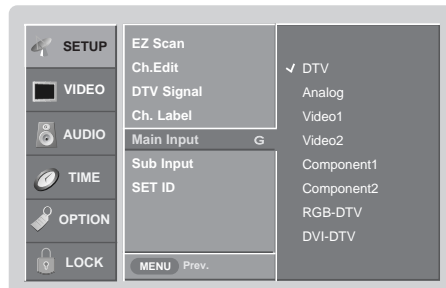 SETUP
VIDEO
AUDIO
TIME
OPTION
LOCK
EZ Scan
Ch.Edit
DTV Signal
Ch. Label
Main Input G
Sub Input
SET ID
MENU Prev.
✓ DTV
Analog
Video1
Video2
Component1
Component2
RGB-DTV
DVI-DTV